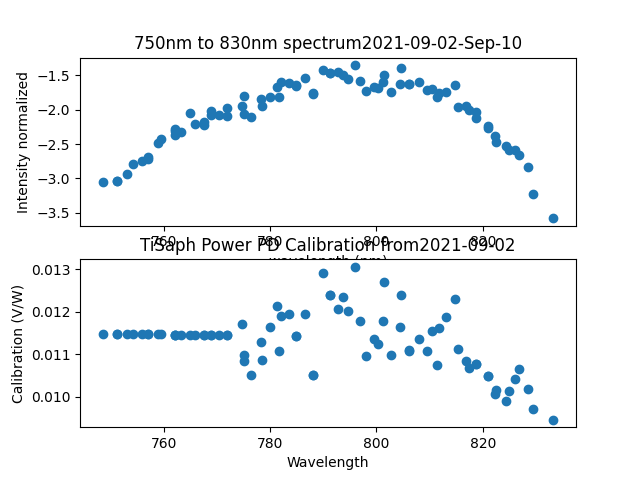 750nm to 830nm spectrum2021-09-02-Sep-10
Intensity normalized
−1.5
−2.0
−2.5
−3.0
−3.5
760 780 800 820
wavelength (nm)
TiSaph Power PD Calibration from2021-09-02
Calibration (V/W)
0.013
0.012
0.011
0.010
760 780 800 820
Wavelength